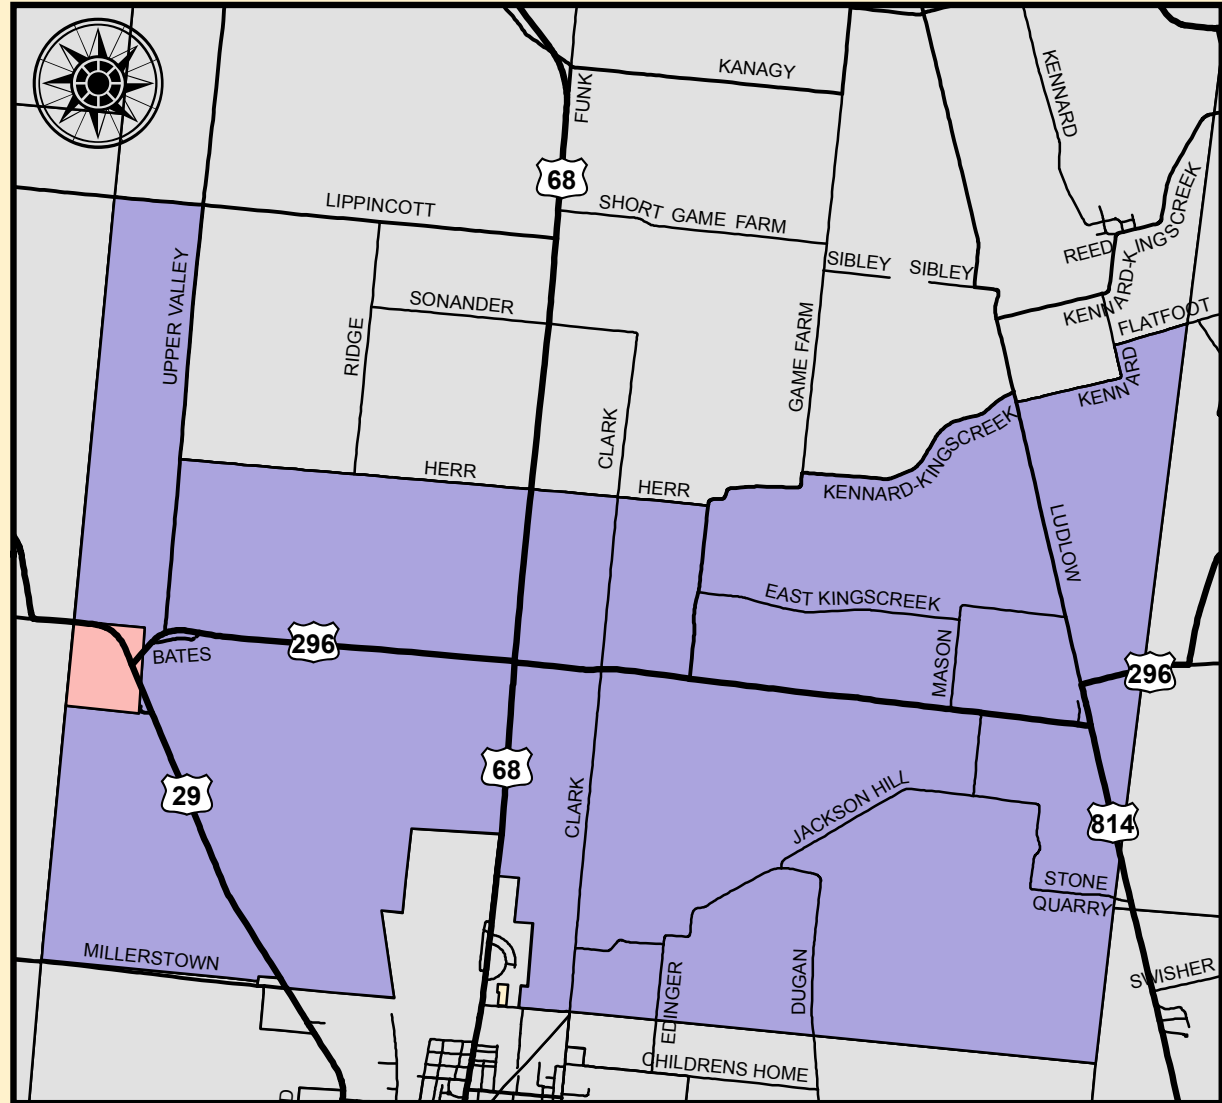 KANAGY
KENNARD
FUNK
68
LIPPINCOTT
SHORT GAME FARM
KENNARD-KINGSCREEK
REED
SIBLEY
SIBLEY
UPPER VALLEY
SONANDER
RIDGE
GAME FARM
FLATFOOT
KENNARD
CLARK
HERR
HERR
KENNARD-KINGSCREEK
LUDLOW
EAST KINGSCREEK
MASON
BATES
296
296
29
68
CLARK
JACKSON HILL
814
STONE
QUARRY
MILLERSTOWN
EDINGER
DUGAN
SWISHER
CHILDRENS HOME